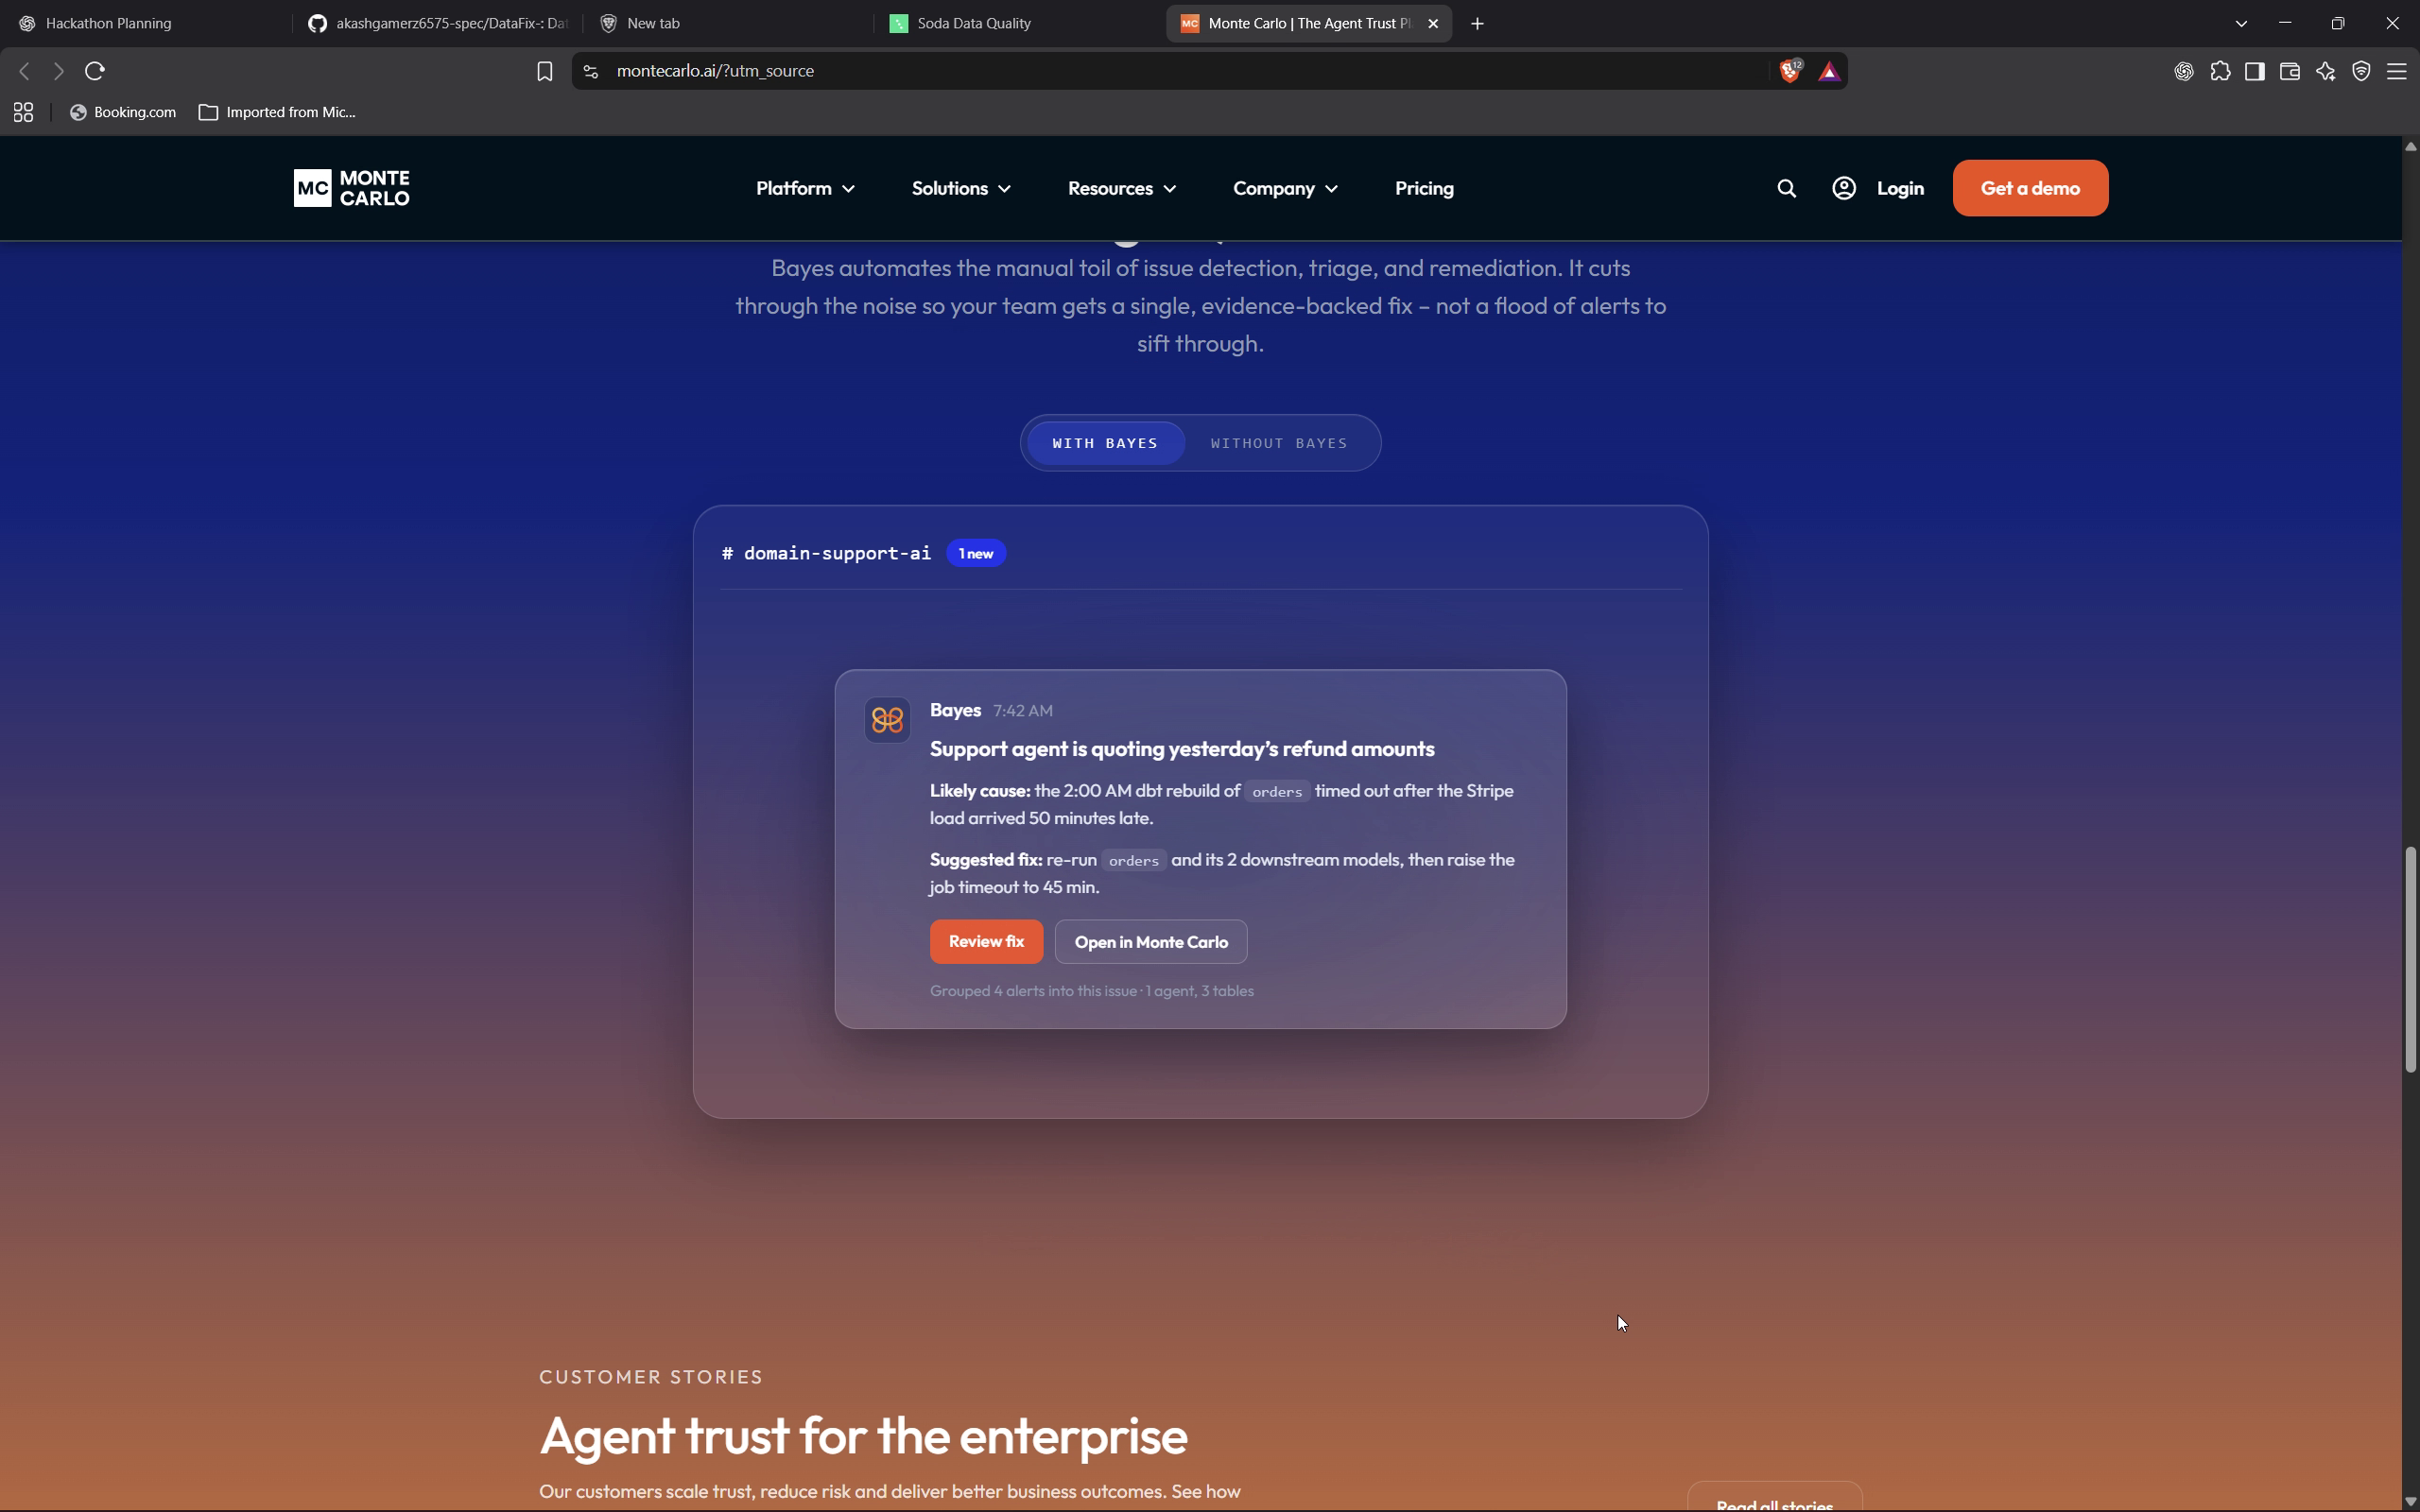 Hackathon Planning
akashgamerz6575-spec/DataFix-: Dat
New tab
Soda Data Quality
MC
Monte Carlo | The Agent Trust Pl
montecarlo.ai/?utm_source
12
Booking.com
Imported from Mic...
MC MONTE
CARLO
Platform
Solutions
Resources
Company
Pricing
Login
Get a demo
Bayes automates the manual toil of issue detection, triage, and remediation. It cuts
through the noise so your team gets a single, evidence-backed fix – not a flood of alerts to
sift through.
WITH BAYES
WITHOUT BAYES
# domain-support-ai
1 new
Bayes 7:42 AM
Support agent is quoting yesterday’s refund amounts
Likely cause: the 2:00 AM dbt rebuild of orders timed out after the Stripe
load arrived 50 minutes late.
Suggested fix: re-run orders and its 2 downstream models, then raise the
job timeout to 45 min.
Review fix
Open in Monte Carlo
Grouped 4 alerts into this issue · 1 agent, 3 tables
CUSTOMER STORIES
Agent trust for the enterprise
Our customers scale trust, reduce risk and deliver better business outcomes. See how
Read all stories